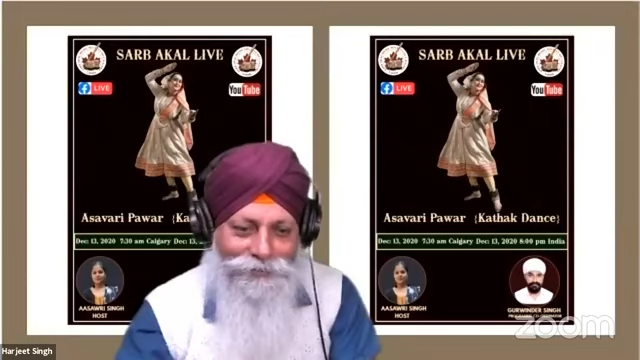 SARB AKAL LIVE
LIVE
YouTube
Asavari Pawar {Ka
Dec: 13, 2020 7:30 am Calgary Dec: 13, 2
AASAWRI SINGH
HOST
SARB AKAL LIVE
LIVE
YouTube
Asavari Pawar {Kathak Dance}
Dec: 13, 2020 7:30 am Calgary Dec: 13, 2020 8:00 pm India
AASAWRI SINGH
HOST
GURWINDER SINGH
Harjeet Singh
zoom